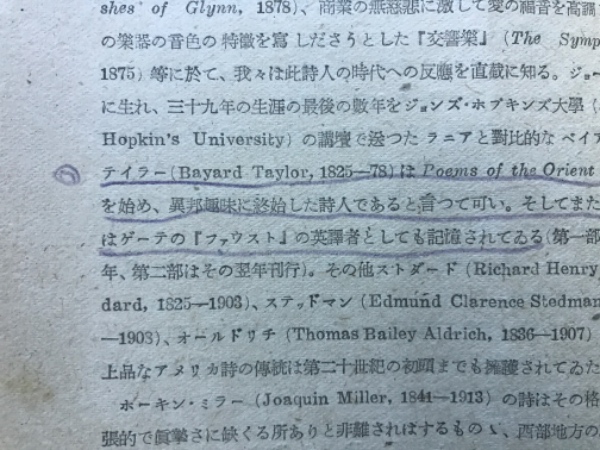 shes of Glynn, 1878)、商業の無慈悲に激して愛の福音を高調
の樂器の音色の特徴を寫しださうとした『交響樂』(The Symp
1875) 等に於て、我々は此詩人の時代への反應を直截に知る。ジョー
に生れ、三十九年の生涯の最後の數年をジョンズ・ホプキンズ大學
Hopkin's University) の講壇で送つたラニアと對比的なベイア
テイラー(Bayard Taylor, 1825—78)は Poems of the Orient
を始め、異邦趣味に終始した詩人であると言つて可い。そしてまた
はゲーテの『ファウスト』の英譯者としても記憶されてゐる(第一部
年、第二部はその翌年刊行)。その他ストダード (Richard Henry
dard, 1825—1903)、ステッドマン (Edmund Clarence Stedman
—1908)、オールドリチ (Thomas Bailey Aldrich, 1836—1907)
上品なアメリカ詩の傳統は第二十世紀の初頭までも擁護されてゐた
ホーキン・ミラー (Joaquin Miller, 1841—1913) の詩はその格
張的で眞摯さに缺くる所ありと非難されはするものゝ、西部地方の